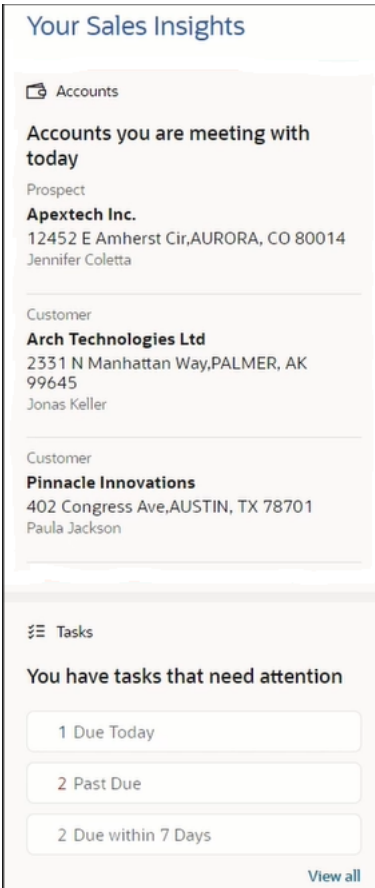 Your Sales Insights
Accounts
Accounts you are meeting with
today
Prospect
Apextech Inc.
12452 E Amherst Cir,AURORA, CO 80014
Jennifer Coletta
Customer
Arch Technologies Ltd
2331 N Manhattan Way,PALMER, AK
99645
Jonas Keller
Customer
Pinnacle Innovations
402 Congress Ave,AUSTIN, TX 78701
Paula Jackson
Tasks
You have tasks that need attention
1 Due Today
2 Past Due
2 Due within 7 Days
View all